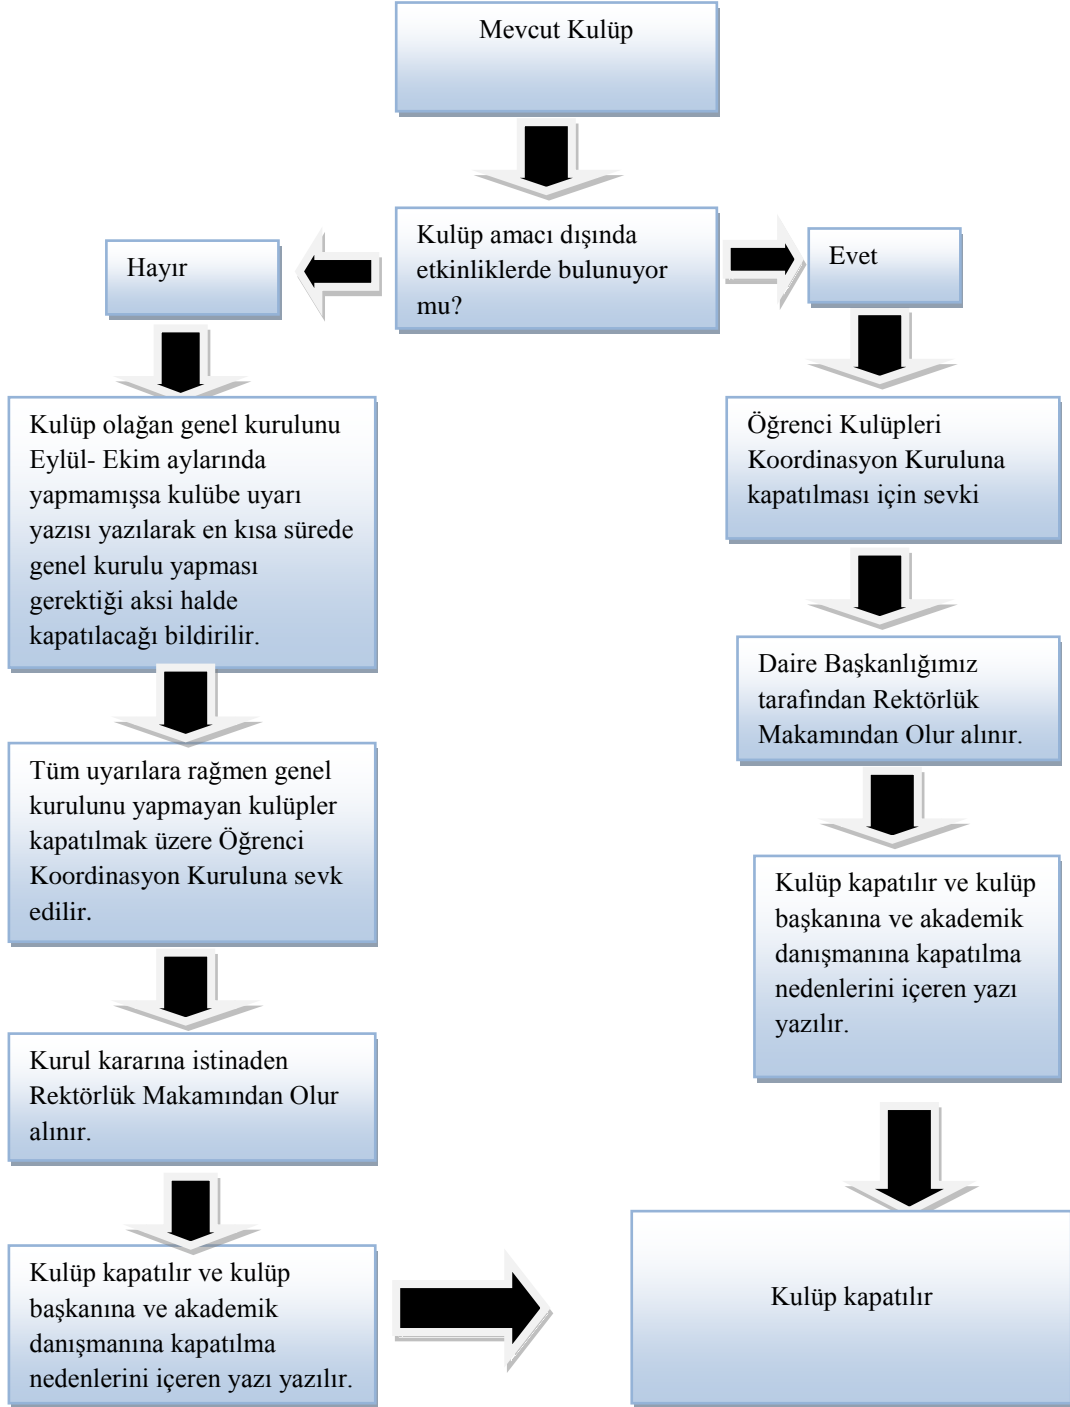 Mevcut Kulüp
Kulüp amacı dışında
etkinliklerde bulunuyor
mu?
Hayır
Evet
Kulüp olağan genel kurulunu
Eylül- Ekim aylarında
yapmamışsa kulübe uyarı
yazısı yazılarak en kısa sürede
genel kurulu yapması
gerektiği aksi halde
kapatılacağı bildirilir.
Öğrenci Kulüpleri
Koordinasyon Kuruluna
kapatılması için sevki
Daire Başkanlığımız
tarafından Rektörlük
Makamından Olur alınır.
Tüm uyarılara rağmen genel
kurulunu yapmayan kulüpler
kapatılmak üzere Öğrenci
Koordinasyon Kuruluna sevk
edilir.
Kulüp kapatılır ve kulüp
başkanına ve akademik
danışmanına kapatılma
nedenlerini içeren yazı
yazılır.
Kurul kararına istinaden
Rektörlük Makamından Olur
alınır.
Kulüp kapatılır ve kulüp
başkanına ve akademik
danışmanına kapatılma
nedenlerini içeren yazı yazılır.
Kulüp kapatılır